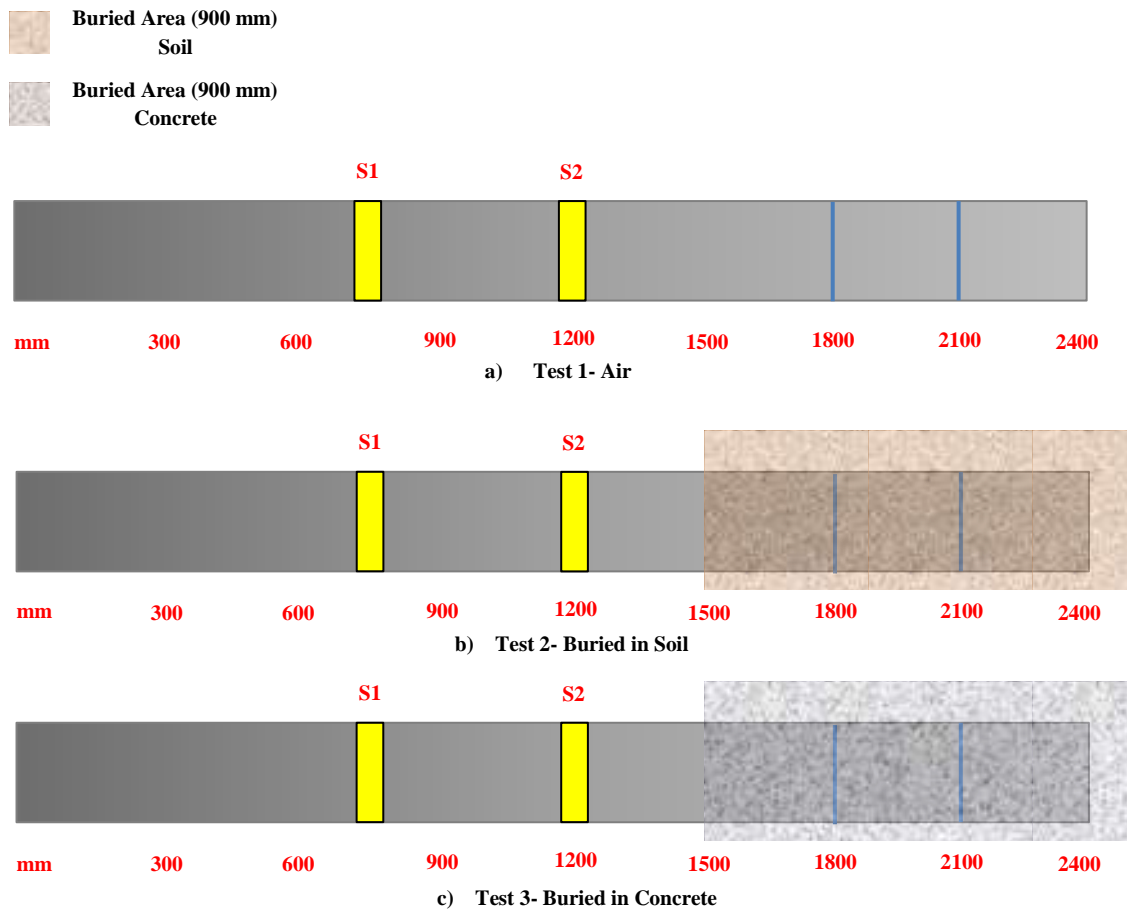 Buried Area (900 mm)
Soil
Buried Area (900 mm)
Concrete
S1 S2
mm 300 600 900 1200 1500 1800 2100 2400
a) Test 1- Air
S1 S2
mm 300 600 900 1200 1500 1800 2100 2400
b) Test 2- Buried in Soil
S1 S2
mm 300 600 900 1200 1500 1800 2100 2400
c) Test 3- Buried in Concrete